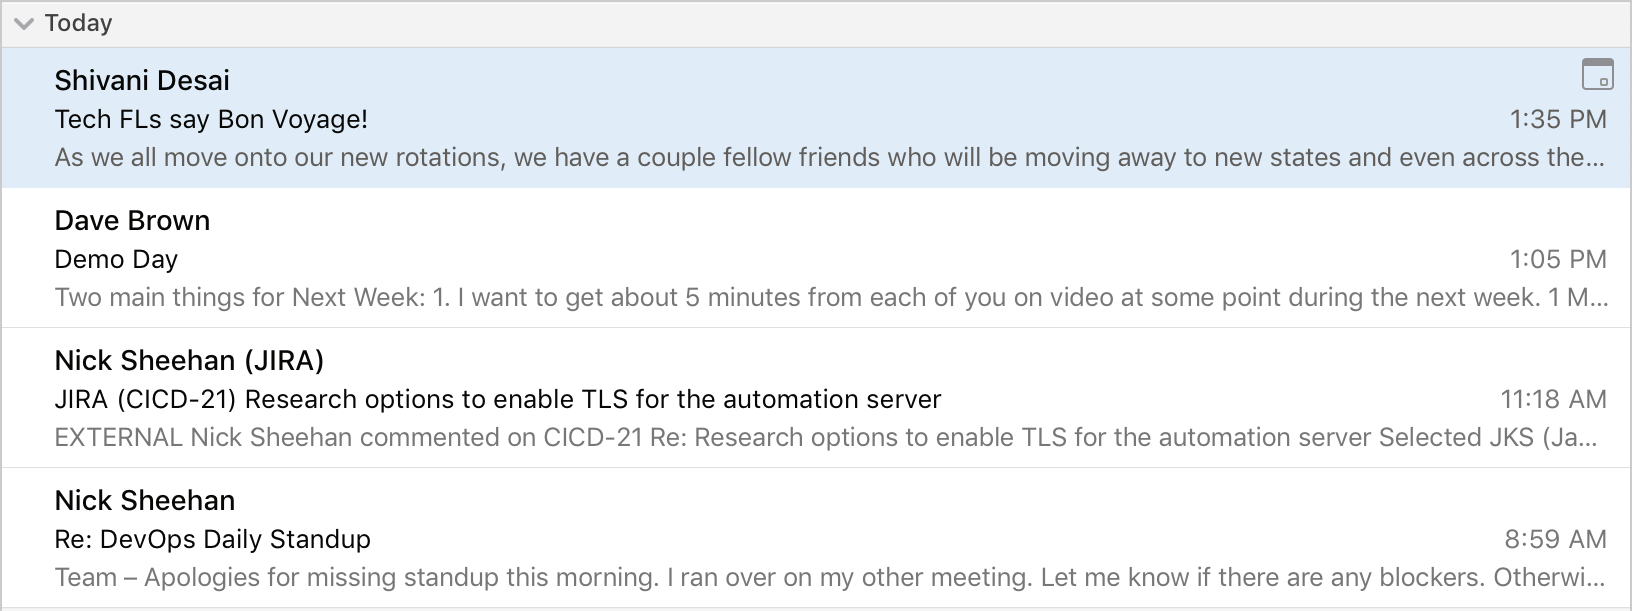 Today
Shivani Desai
Tech FLs say Bon Voyage!
1:35 PM
As we all move onto our new rotations, we have a couple fellow friends who will be moving away to new states and even across the...
Dave Brown
Demo Day
1:05 PM
Two main things for Next Week: 1. I want to get about 5 minutes from each of you on video at some point during the next week. 1 M...
Nick Sheehan (JIRA)
JIRA (CICD-21) Research options to enable TLS for the automation server
11:18 AM
EXTERNAL Nick Sheehan commented on CICD-21 Re: Research options to enable TLS for the automation server Selected JKS (Ja...
Nick Sheehan
Re: DevOps Daily Standup
8:59 AM
Team – Apologies for missing standup this morning. I ran over on my other meeting. Let me know if there are any blockers. Otherwi...